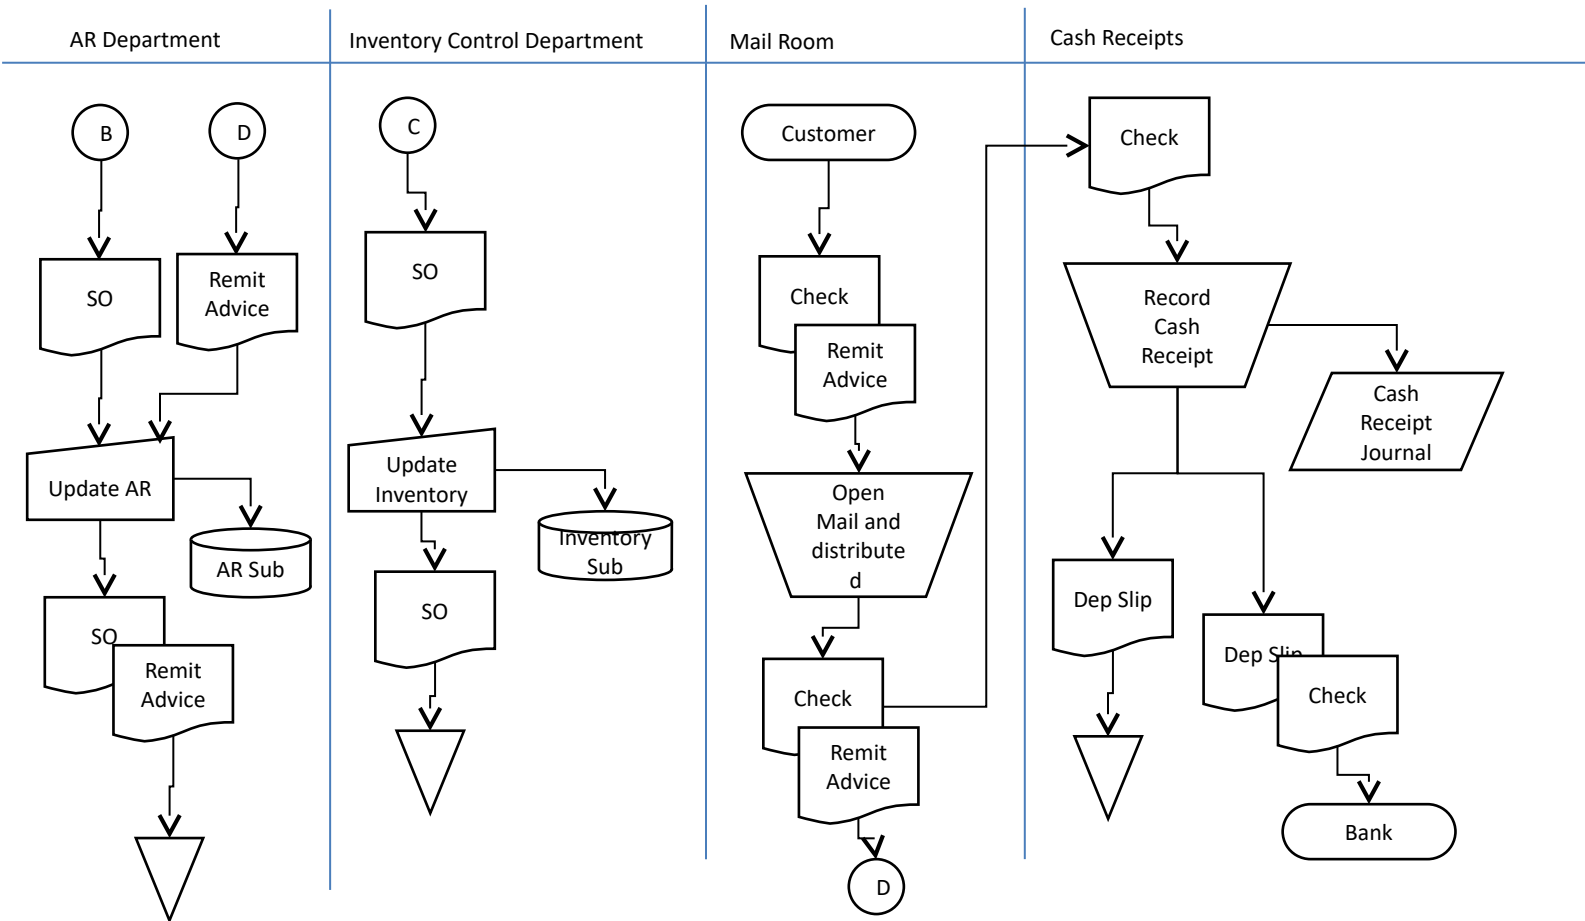 AR Department
Inventory Control Department
Mail Room
Cash Receipts
B
D
SO
Remit
Advice
Update AR
AR Sub
SO
Remit
Advice
C
SO
Update
Inventory
Inventory
Sub
SO
Customer
Check
Remit
Advice
Open
Mail and
distribute
d
Check
Remit
Advice
D
Check
Record
Cash
Receipt
Cash
Receipt
Journal
Dep Slip
Dep Slip
Check
Bank